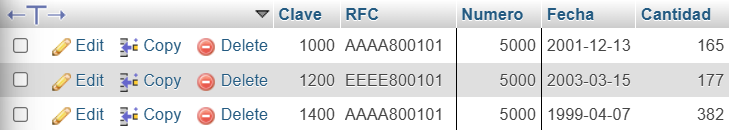 Clave RFC Numero Fecha Cantidad
Edit Copy Delete 1000 AAAA800101 5000 2001-12-13 165
Edit Copy Delete 1200 EEEE800101 5000 2003-03-15 177
Edit Copy Delete 1400 AAAA800101 5000 1999-04-07 382